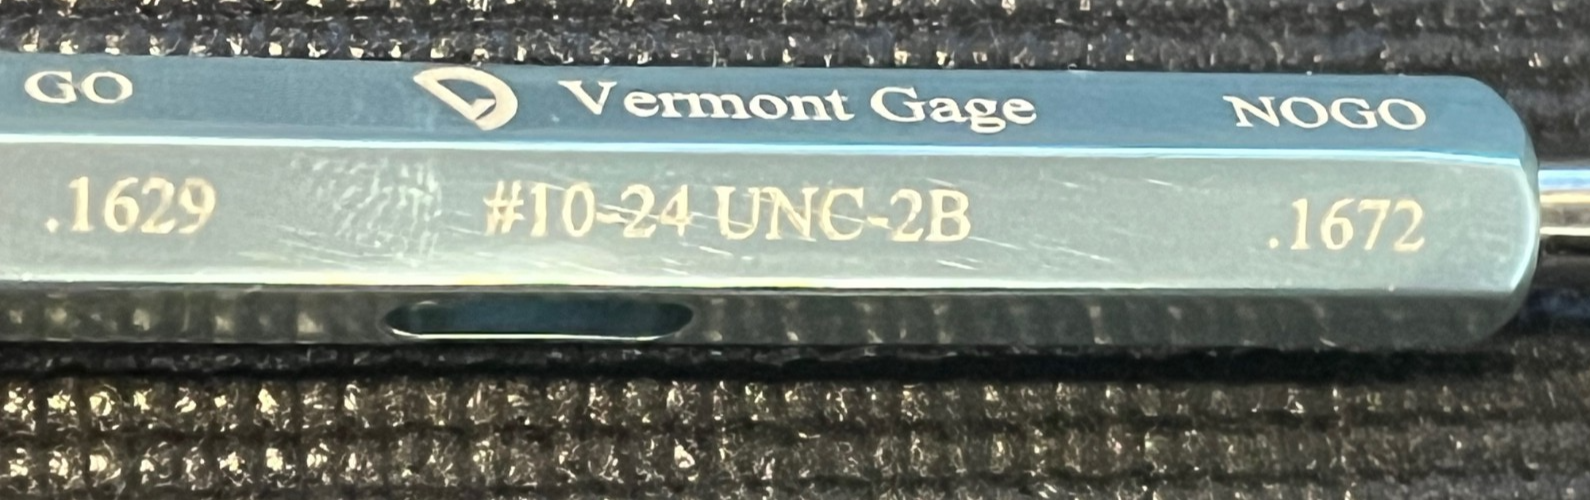 GO Vermont Gage NOGO
.1629 #10-24 UNC-2B .1672